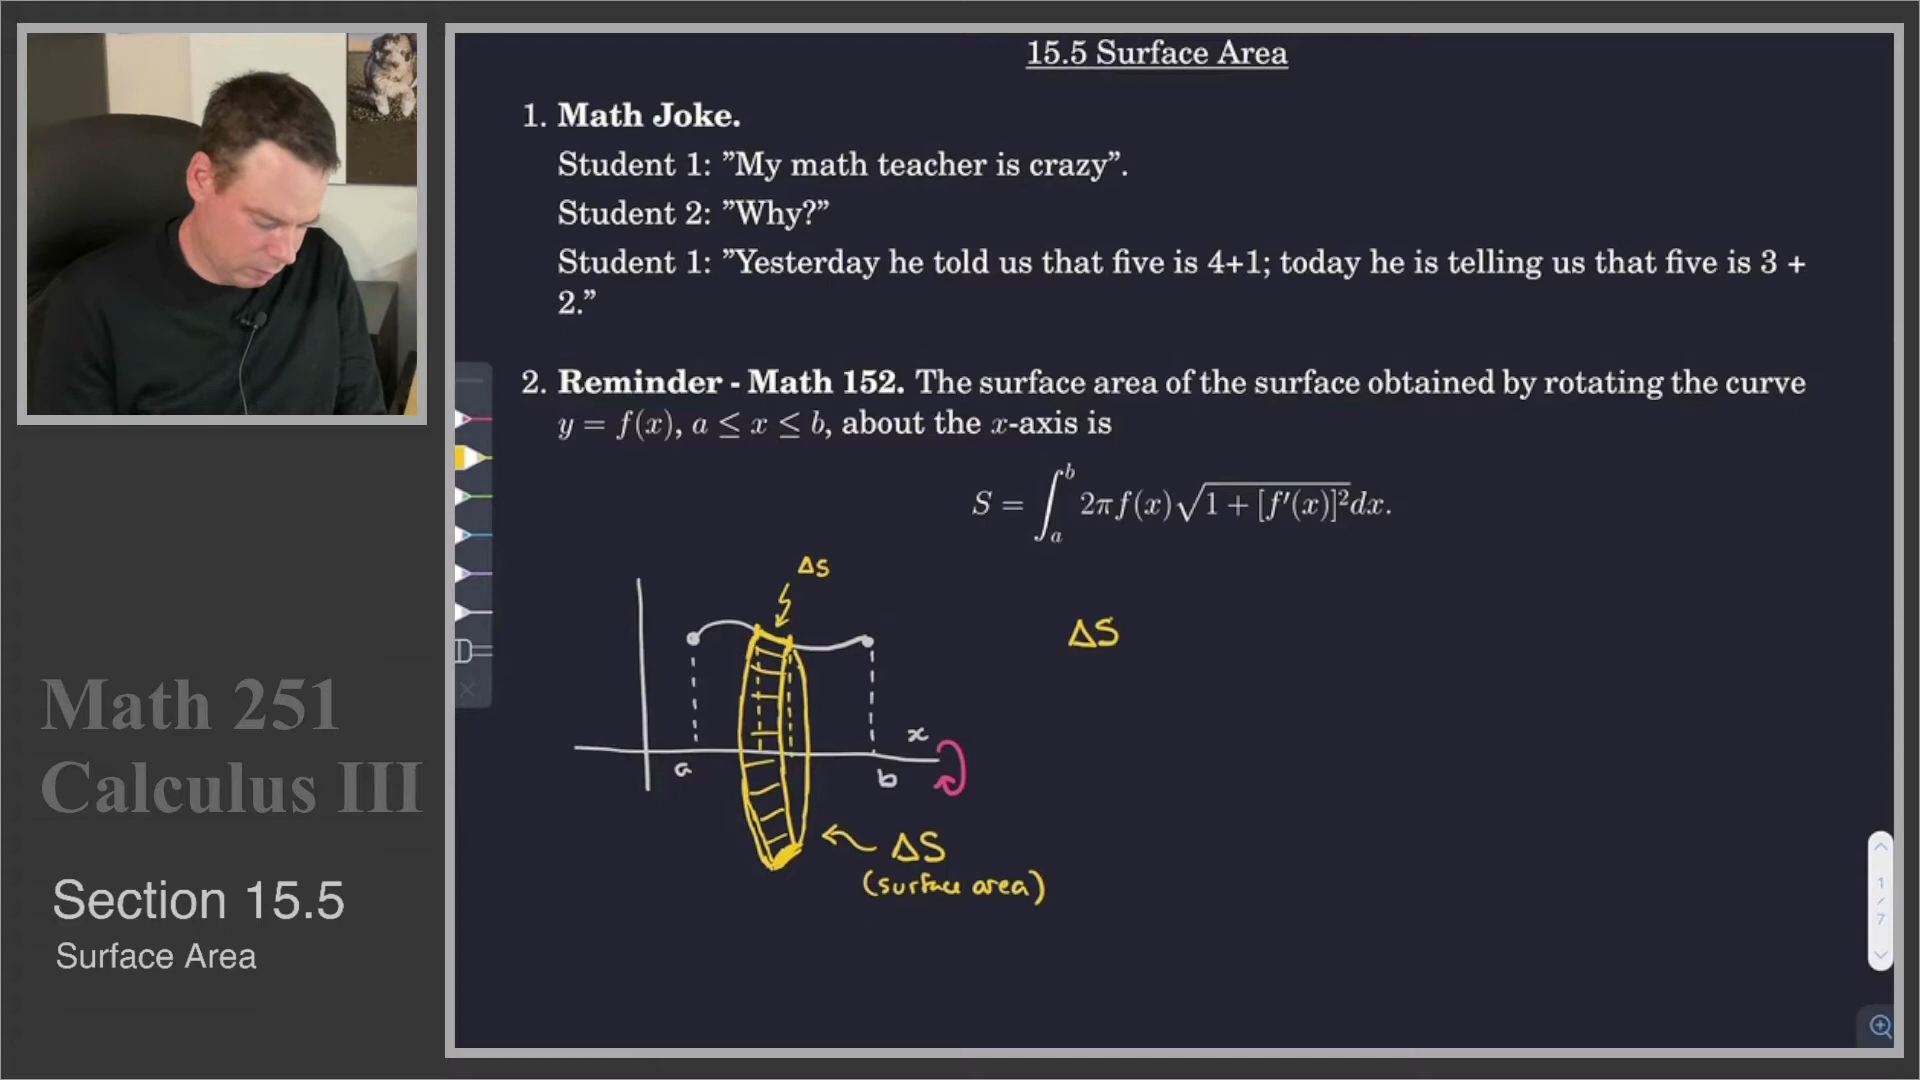 15.5 Surface Area
1. Math Joke.
Student 1: ”My math teacher is crazy”.
Student 2: ”Why?”
Student 1: ”Yesterday he told us that five is 4+1; today he is telling us that five is 3 +
2.”
2. Reminder - Math 152. The surface area of the surface obtained by rotating the curve
y = f(x), a ≤ x ≤ b, about the x-axis is
S = ∫_a^b 2πf(x)√(1 + [f′(x)]²)dx.
Δs
ΔS
x
a
b
ΔS
(surface area)
Math 251
Calculus III
Section 15.5
Surface Area
1
/
7